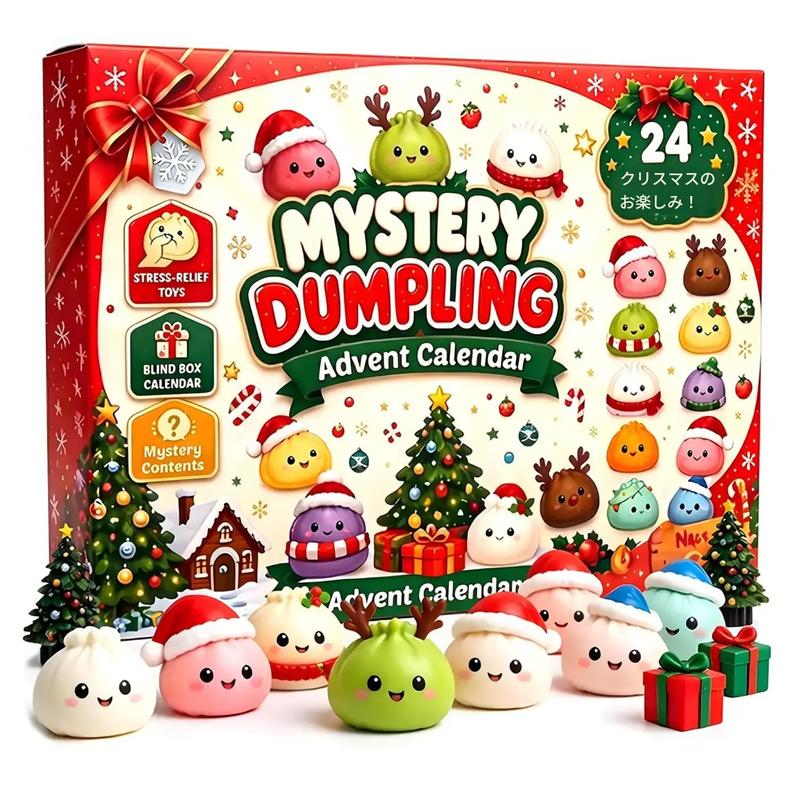 24
クリスマスの
お楽しみ！
MYSTERY
DUMPLING
Advent Calendar
STRESS-RELIEF
TOYS
BLIND BOX
CALENDAR
?
Mystery
Contents
Advent Calendar